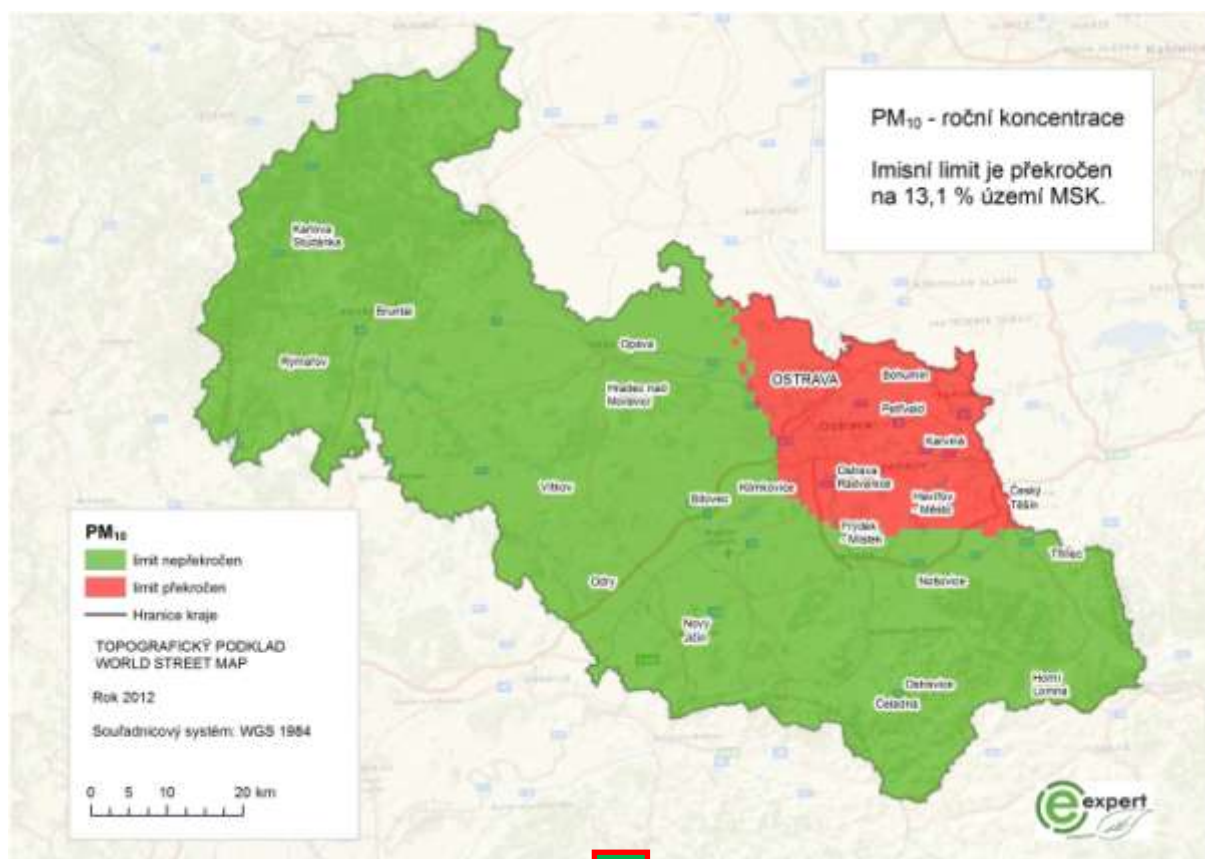 PM₁₀ - roční koncentrace
Imisní limit je překročen
na 13,1 % území MSK.
Karlova
Studánka
Bruntál
Rýmařov
Opava
Hradec nad
Moravicí
OSTRAVA
Bohumín
Petřvald
Karviná
Ostrava
Radvanice
Havířov
- Město
Český
Těšín
Vítkov
Bílovec
Klimkovice
Frýdek
- Místek
Třinec
Odry
Nošovice
Nový
Jičín
Ostravice
Čeladná
Horní
Lomná
PM₁₀
limit nepřekročen
limit překročen
Hranice kraje
TOPOGRAFICKÝ PODKLAD
WORLD STREET MAP
Rok 2012
Souřadnicový systém: WGS 1984
0 5 10 20 km
e expert